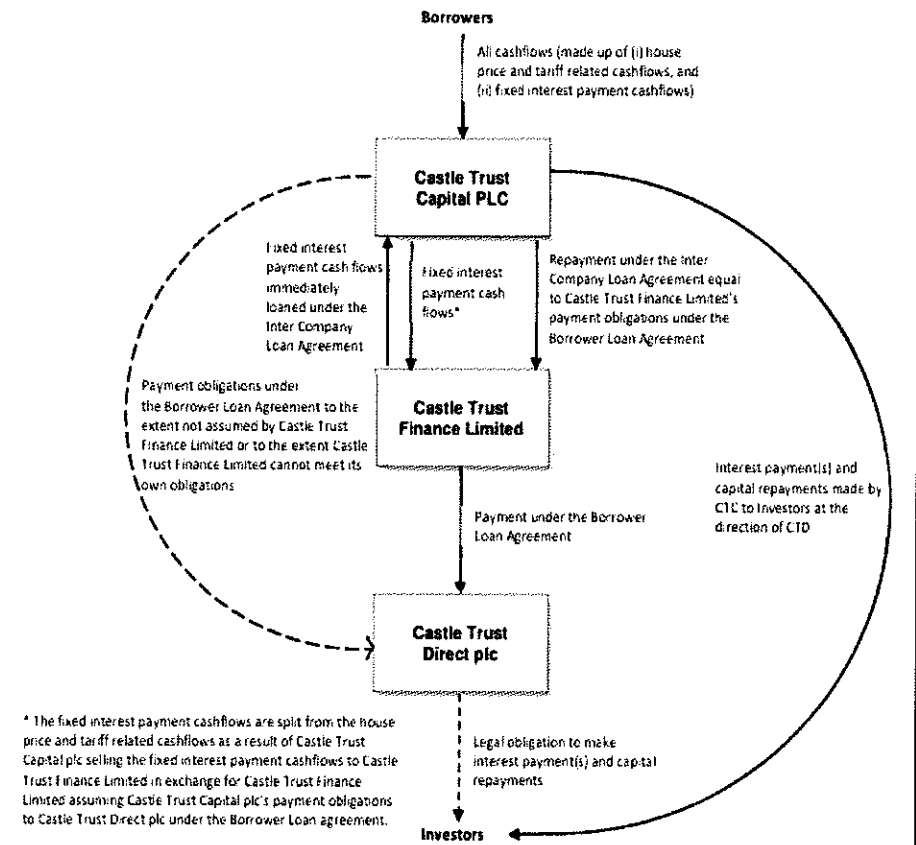 Borrowers
All cashflows (made up of (i) house
price and tariff related cashflows, and
(ii) fixed interest payment cashflows)
Castle Trust
Capital PLC
Fixed interest
payment cash flows
immediately
loaned under the
Inter Company
Loan Agreement
Fixed interest
payment cash
flows*
Repayment under the Inter
Company Loan Agreement equal
to Castle Trust Finance Limited's
payment obligations under the
Borrower Loan Agreement
Payment obligations under
the Borrower Loan Agreement to the
extent not assumed by Castle Trust
Finance Limited or to the extent Castle
Trust Finance Limited cannot meet its
own obligations
Castle Trust
Finance Limited
Interest payment(s) and
capital repayments made by
CTC to Investors at the
direction of CTD
Payment under the Borrower
Loan Agreement
Castle Trust
Direct plc
* The fixed interest payment cashflows are split from the house
price and tariff related cashflows as a result of Castle Trust
Capital plc selling the fixed interest payment cashflows to Castle
Trust Finance Limited in exchange for Castle Trust Finance
Limited assuming Castle Trust Capital plc's payment obligations
to Castle Trust Direct plc under the Borrower Loan agreement.
Legal obligation to make
interest payment(s) and capital
repayments
Investors